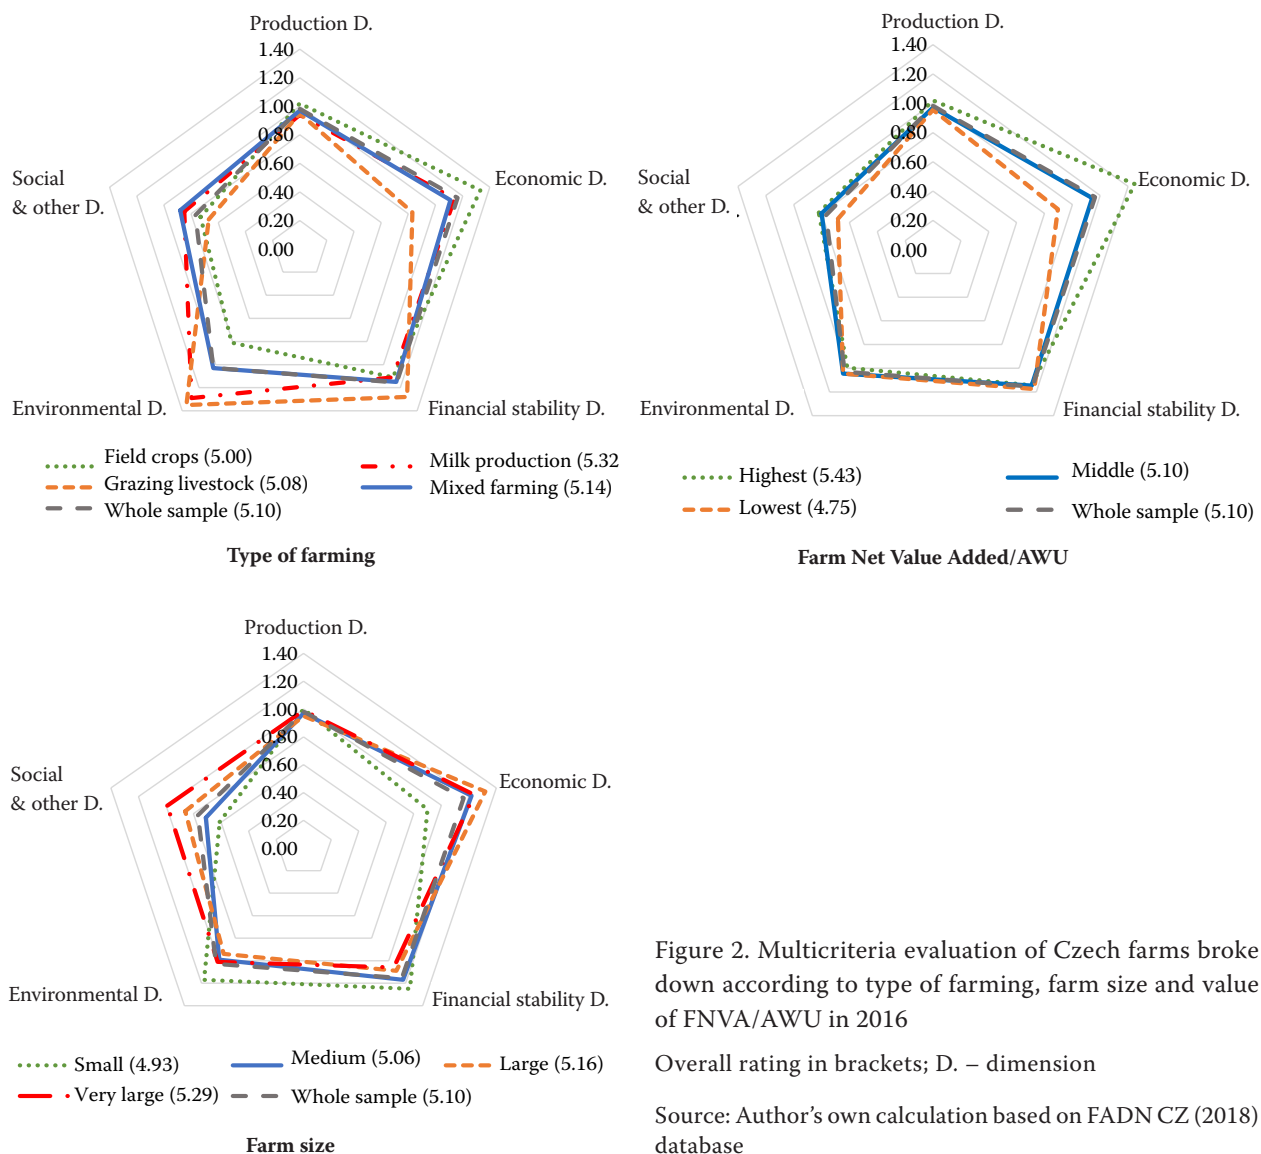 Production D.
1.40
1.20
1.00
0.80
0.60
0.40
0.20
0.00
Economic D.
Financial stability D.
Environmental D.
Social
& other D.
Field crops (5.00)
Grazing livestock (5.08)
Whole sample (5.10)
Milk production (5.32
Mixed farming (5.14)
Type of farming
Production D.
1.40
1.20
1.00
0.80
0.60
0.40
0.20
0.00
Economic D.
Financial stability D.
Environmental D.
Social
& other D.
Highest (5.43)
Lowest (4.75)
Middle (5.10)
Whole sample (5.10)
Farm Net Value Added/AWU
Production D.
1.40
1.20
1.00
0.80
0.60
0.40
0.20
0.00
Economic D.
Financial stability D.
Environmental D.
Social
& other D.
Small (4.93)
Medium (5.06)
Large (5.16)
Very large (5.29)
Whole sample (5.10)
Farm size
Figure 2. Multicriteria evaluation of Czech farms broke
down according to type of farming, farm size and value
of FNVA/AWU in 2016
Overall rating in brackets; D. – dimension
Source: Author's own calculation based on FADN CZ (2018)
database